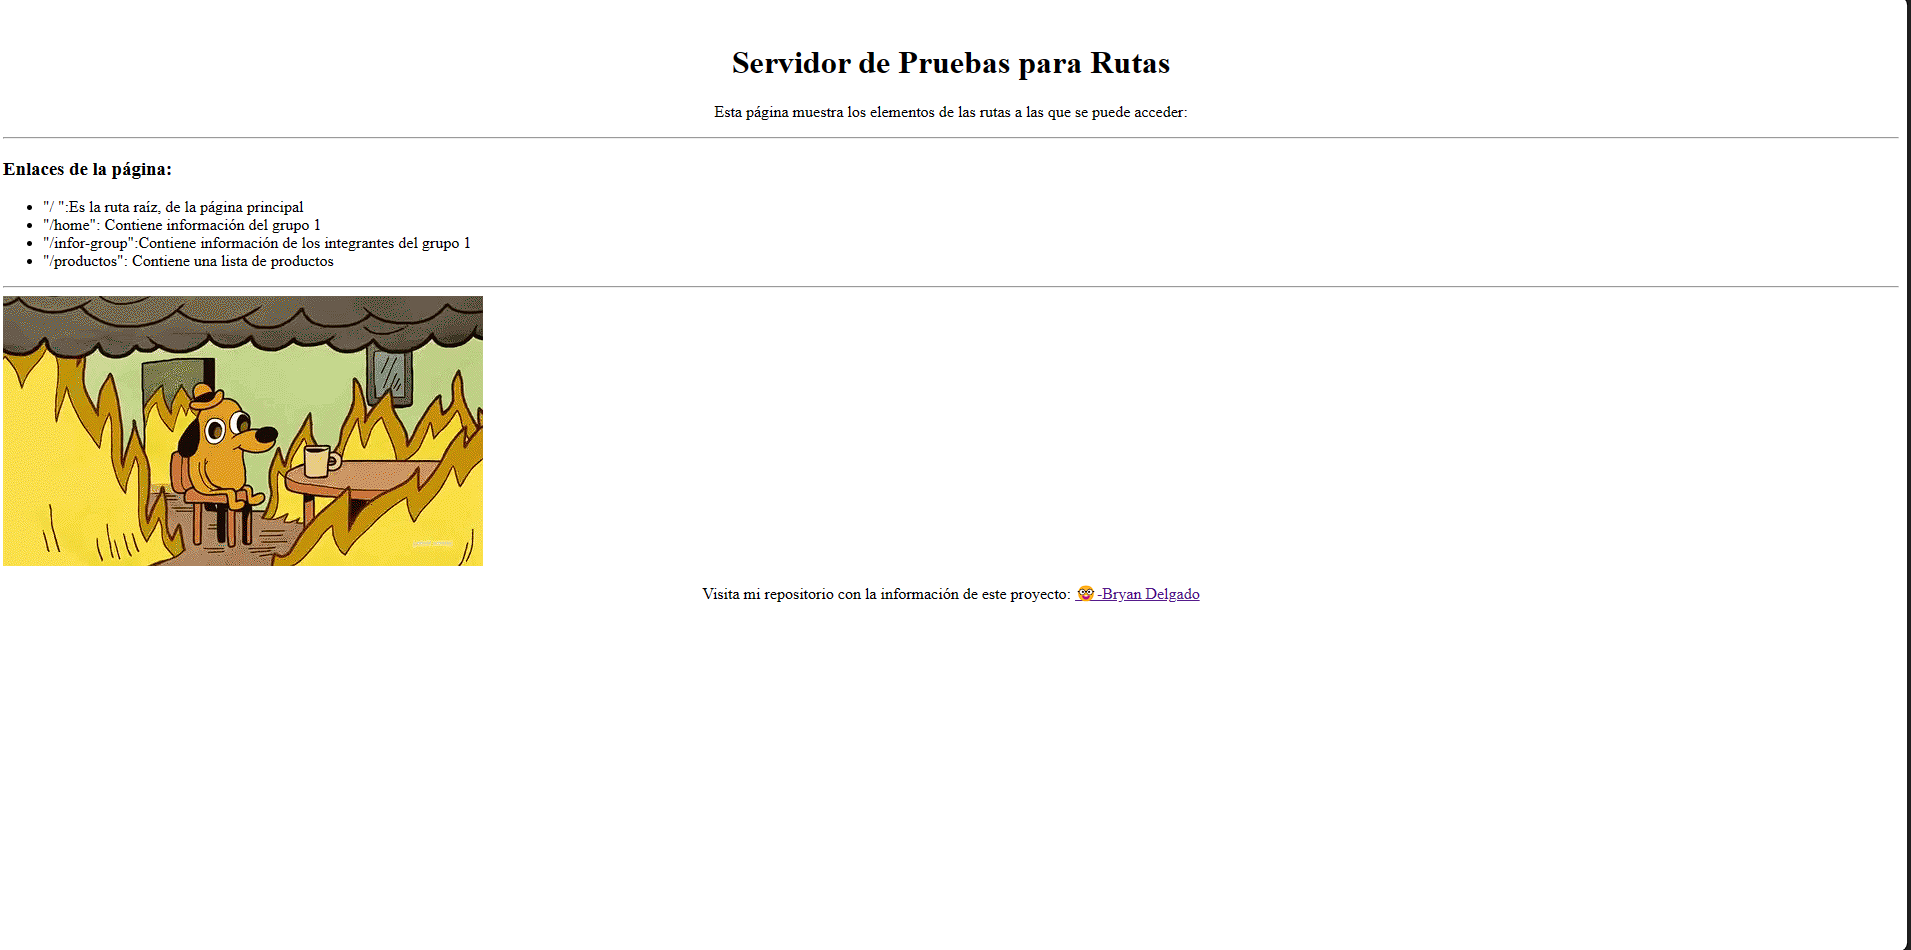 Servidor de Pruebas para Rutas
Esta página muestra los elementos de las rutas a las que se puede acceder:
Enlaces de la página:
"/ ":Es la ruta raíz, de la página principal
"/home": Contiene información del grupo 1
"/infor-group":Contiene información de los integrantes del grupo 1
"/productos": Contiene una lista de productos
Visita mi repositorio con la información de este proyecto: 🤓-Bryan Delgado